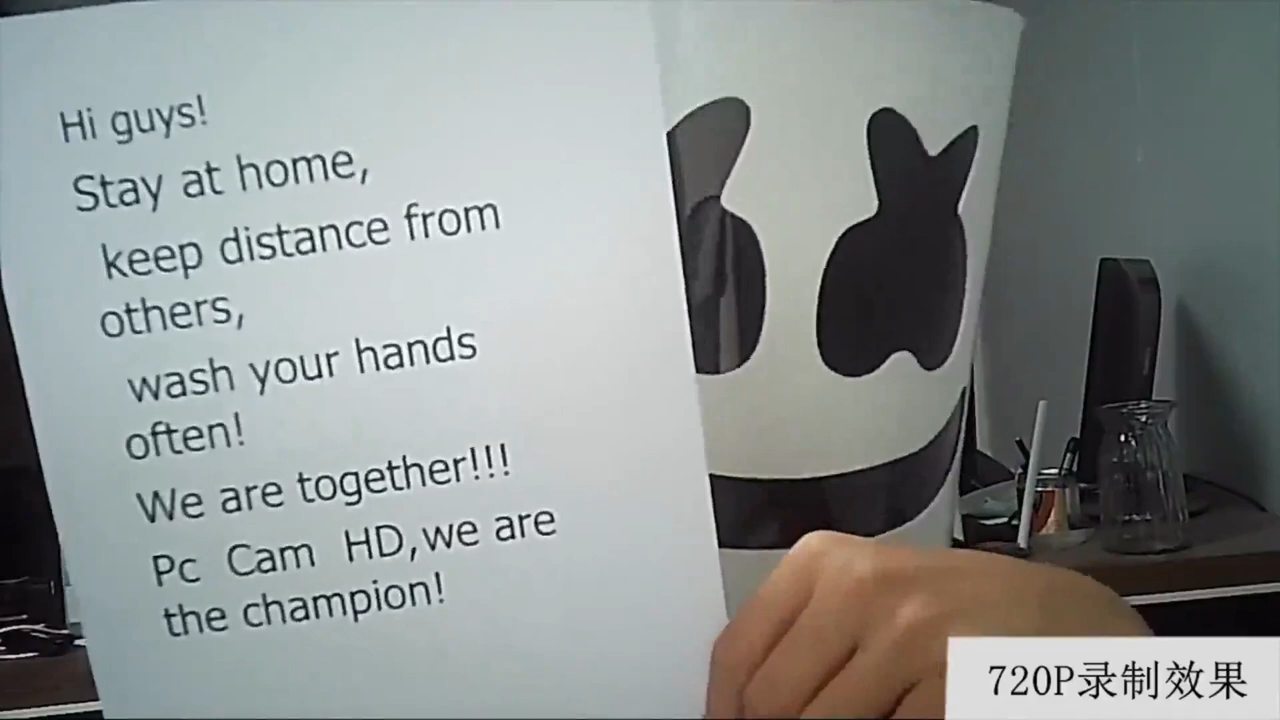 Hi guys!
Stay at home,
keep distance from
others,
wash your hands
often!
We are together!!!
Pc Cam HD,we are
the champion!
720P录制效果